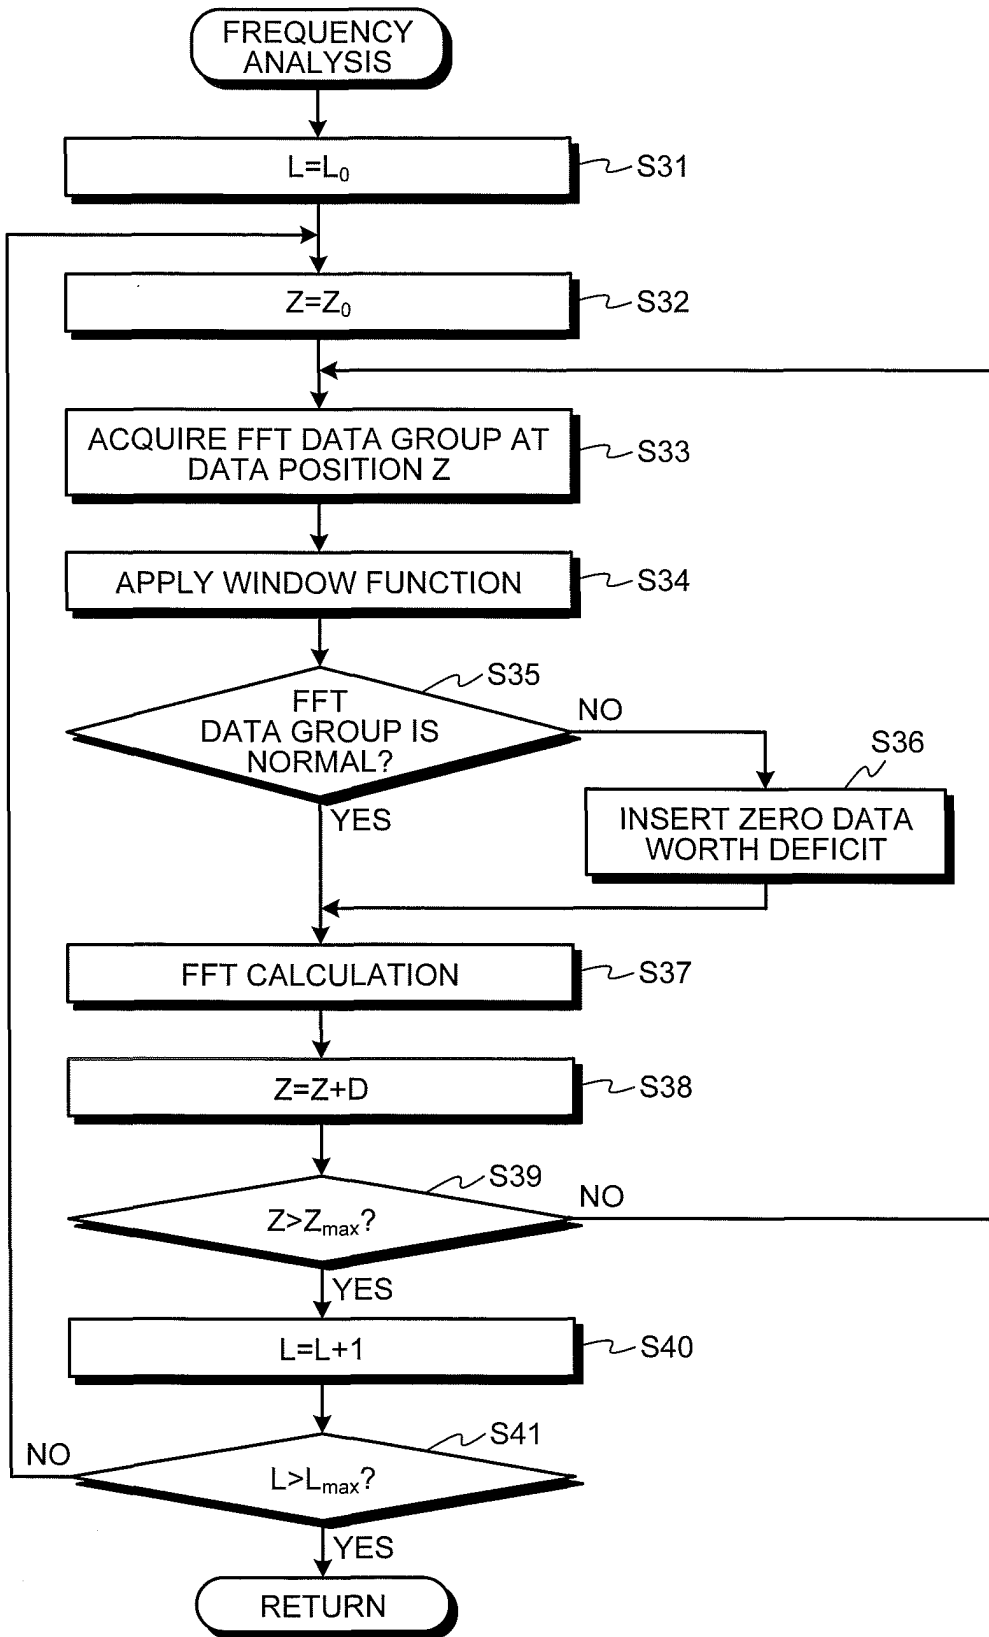 FREQUENCY
ANALYSIS
L=L0
S31
Z=Z0
S32
ACQUIRE FFT DATA GROUP AT
DATA POSITION Z
S33
APPLY WINDOW FUNCTION
S34
S35
FFT
DATA GROUP IS
NORMAL?
NO
YES
S36
INSERT ZERO DATA
WORTH DEFICIT
FFT CALCULATION
S37
Z=Z+D
S38
S39
Z>Zmax?
NO
YES
L=L+1
S40
S41
NO
L>Lmax?
YES
RETURN